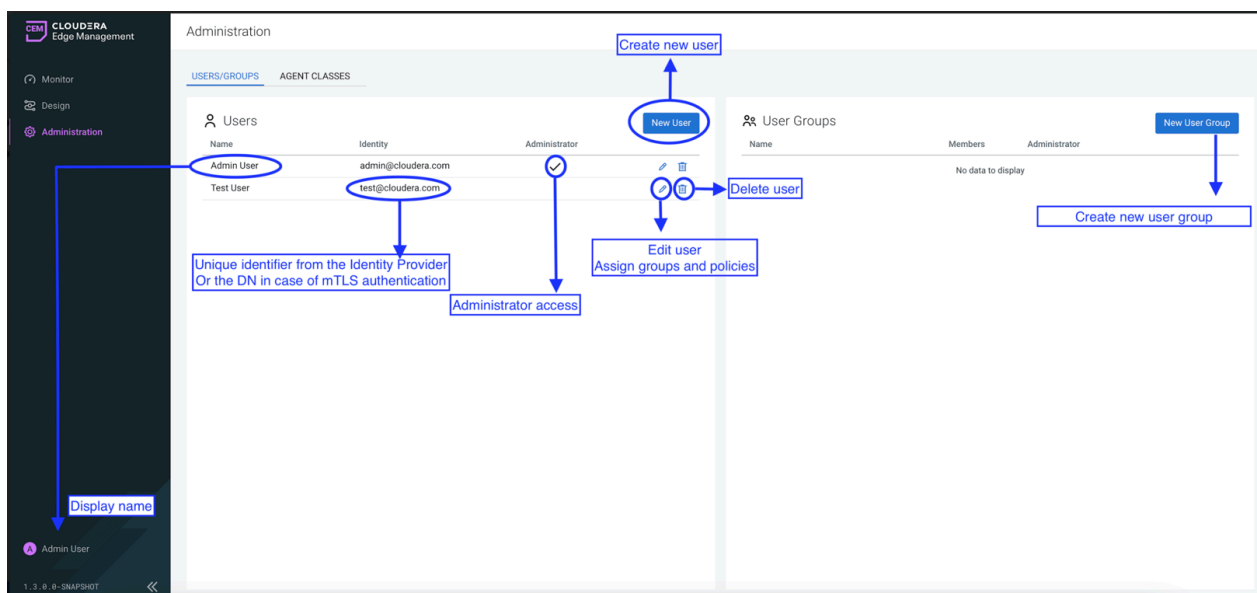 CEM
CLOUDERA
Edge Management
Administration
Create new user
Monitor
Design
Administration
USERS/GROUPS
AGENT CLASSES
Users
New User
Name
Identity
Administrator
Admin User
admin@cloudera.com
Test User
test@cloudera.com
Delete user
Edit user
Assign groups and policies
Unique identifier from the Identity Provider
Or the DN in case of mTLS authentication
Administrator access
User Groups
New User Group
Name
Members
Administrator
No data to display
Create new user group
Display name
A
Admin User
1.3.0.0-SNAPSHOT